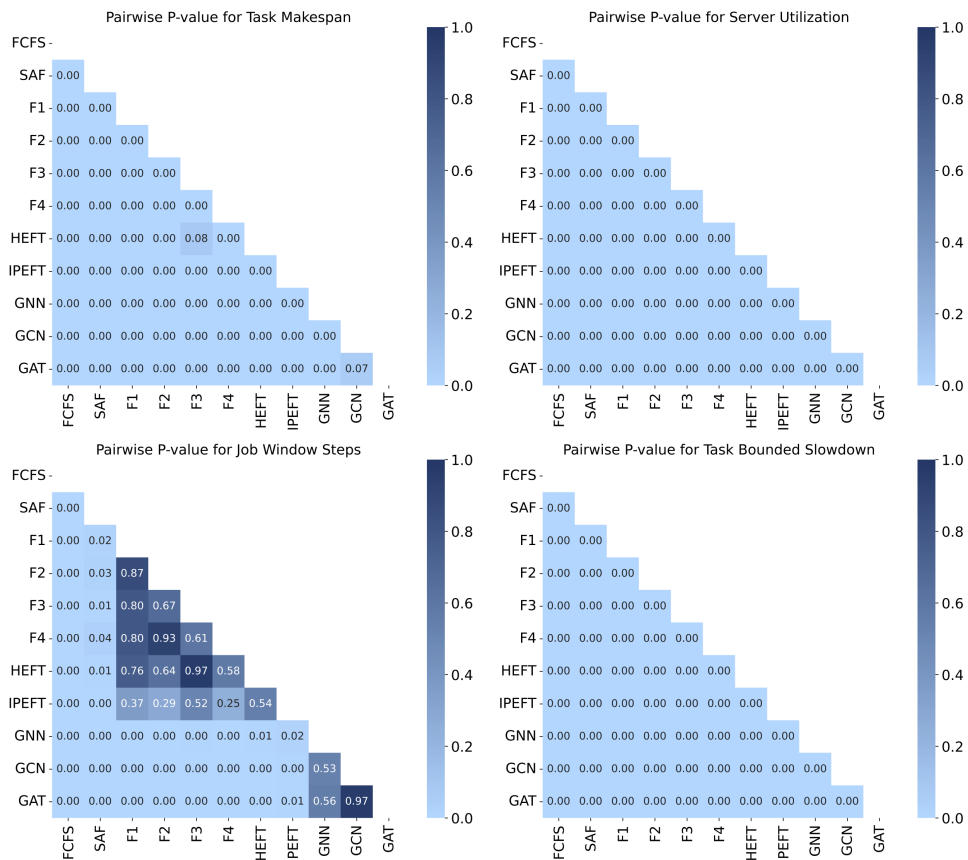 Pairwise P-value for Task Makespan
FCFS
SAF 0.00
F1 0.00 0.00
F2 0.00 0.00 0.00
F3 0.00 0.00 0.00 0.00
F4 0.00 0.00 0.00 0.00 0.00
HEFT 0.00 0.00 0.00 0.00 0.08 0.00
IPEFT 0.00 0.00 0.00 0.00 0.00 0.00 0.00
GNN 0.00 0.00 0.00 0.00 0.00 0.00 0.00 0.00
GCN 0.00 0.00 0.00 0.00 0.00 0.00 0.00 0.00 0.00
GAT 0.00 0.00 0.00 0.00 0.00 0.00 0.00 0.00 0.00 0.07
FCFS SAF F1 F2 F3 F4 HEFT IPEFT GNN GCN GAT
1.0
0.8
0.6
0.4
0.2
0.0
Pairwise P-value for Server Utilization
FCFS
SAF 0.00
F1 0.00 0.00
F2 0.00 0.00 0.00
F3 0.00 0.00 0.00 0.00
F4 0.00 0.00 0.00 0.00 0.00
HEFT 0.00 0.00 0.00 0.00 0.00 0.00
IPEFT 0.00 0.00 0.00 0.00 0.00 0.00 0.00
GNN 0.00 0.00 0.00 0.00 0.00 0.00 0.00 0.00
GCN 0.00 0.00 0.00 0.00 0.00 0.00 0.00 0.00 0.00
GAT 0.00 0.00 0.00 0.00 0.00 0.00 0.00 0.00 0.00 0.00
FCFS SAF F1 F2 F3 F4 HEFT IPEFT GNN GCN GAT
1.0
0.8
0.6
0.4
0.2
0.0
Pairwise P-value for Job Window Steps
FCFS
SAF 0.00
F1 0.00 0.02
F2 0.00 0.03 0.87
F3 0.00 0.01 0.80 0.67
F4 0.00 0.04 0.80 0.93 0.61
HEFT 0.00 0.01 0.76 0.64 0.97 0.58
IPEFT 0.00 0.00 0.37 0.29 0.52 0.25 0.54
GNN 0.00 0.00 0.00 0.00 0.00 0.00 0.01 0.02
GCN 0.00 0.00 0.00 0.00 0.00 0.00 0.00 0.00 0.53
GAT 0.00 0.00 0.00 0.00 0.00 0.00 0.00 0.01 0.56 0.97
FCFS SAF F1 F2 F3 F4 HEFT PEFT GNN GCN GAT
1.0
0.8
0.6
0.4
0.2
0.0
Pairwise P-value for Task Bounded Slowdown
FCFS
SAF 0.00
F1 0.00 0.00
F2 0.00 0.00 0.00
F3 0.00 0.00 0.00 0.00
F4 0.00 0.00 0.00 0.00 0.00
HEFT 0.00 0.00 0.00 0.00 0.00 0.00
IPEFT 0.00 0.00 0.00 0.00 0.00 0.00 0.00
GNN 0.00 0.00 0.00 0.00 0.00 0.00 0.00 0.00
GCN 0.00 0.00 0.00 0.00 0.00 0.00 0.00 0.00 0.00
GAT 0.00 0.00 0.00 0.00 0.00 0.00 0.00 0.00 0.00 0.00
FCFS SAF F1 F2 F3 F4 HEFT IPEFT GNN GCN GAT
1.0
0.8
0.6
0.4
0.2
0.0